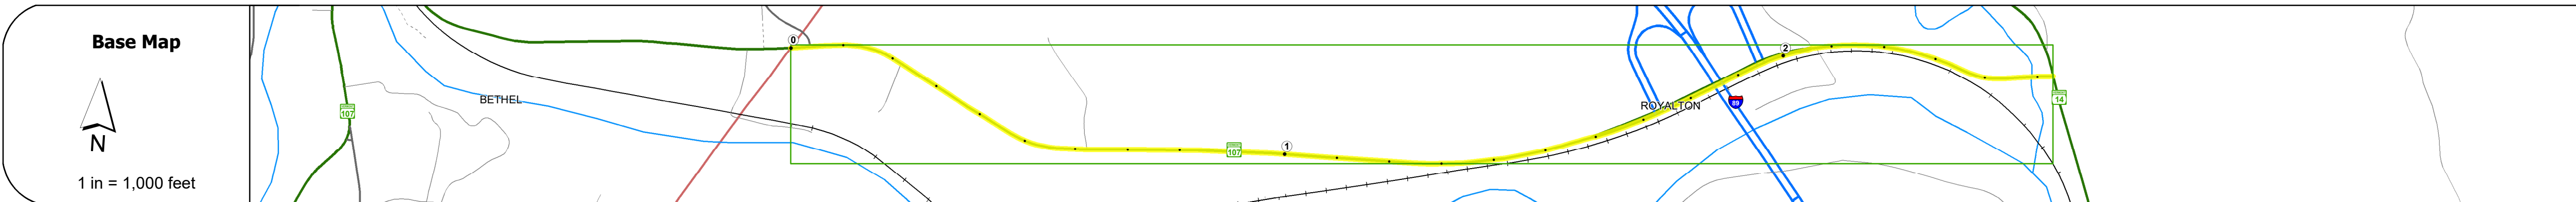 Base Map
N
1 in = 1,000 feet
107
BETHEL
0
107
1
ROYALTON
89
2
14